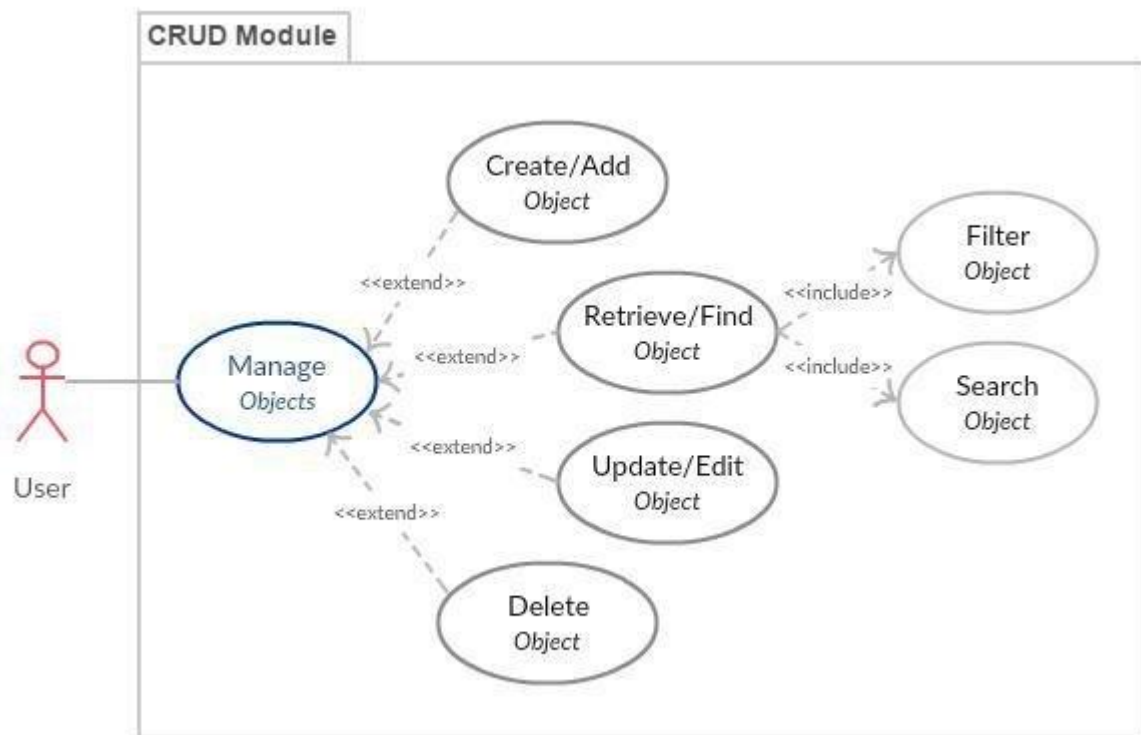 CRUD Module
Create/Add
Object
<<extend>>
Filter
Object
<<include>>
Retrieve/Find
Object
<<extend>>
Manage
Objects
<<include>>
Search
Object
User
<<extend>>
Update/Edit
Object
<<extend>>
Delete
Object